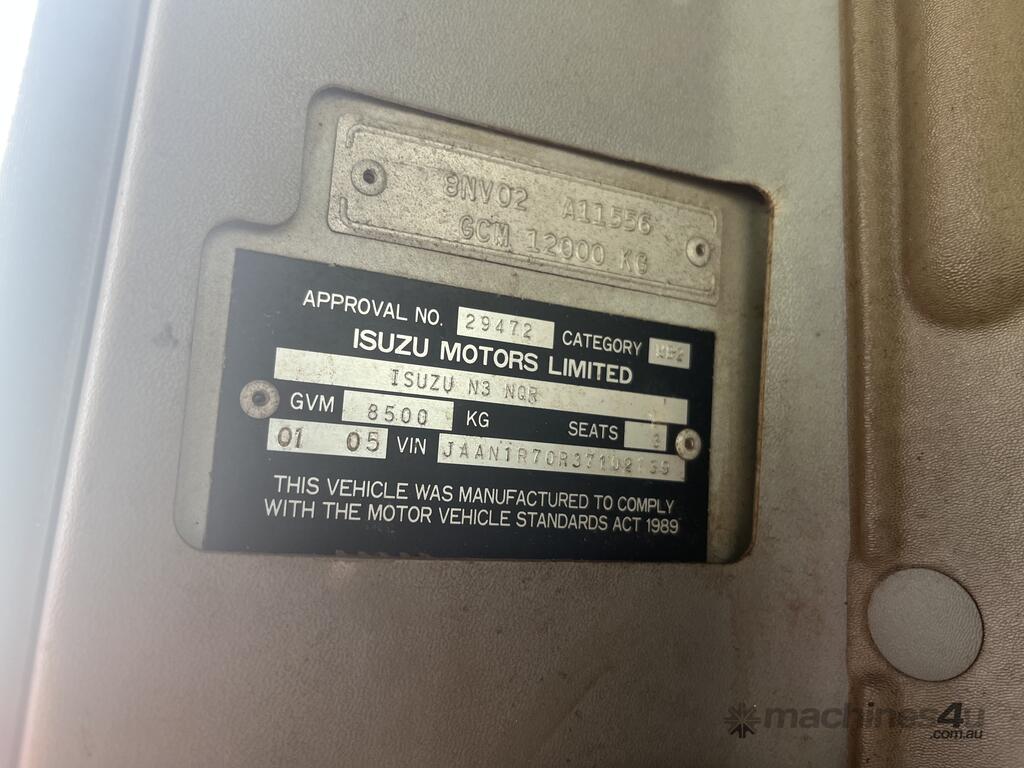 8NV02 A11556
GCM 12000 KG
APPROVAL NO. 29472 CATEGORY NB2
ISUZU MOTORS LIMITED
ISUZU N3 NQR
GVM 8500 KG SEATS 3
01 05 VIN JAAN1R70R37102139
THIS VEHICLE WAS MANUFACTURED TO COMPLY
WITH THE MOTOR VEHICLE STANDARDS ACT 1989
machines4u
.com.au